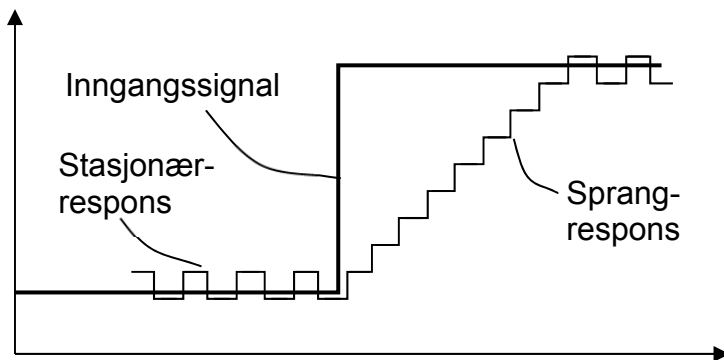 Inngangssignal
Stasjonær-
respons
Sprang-
respons